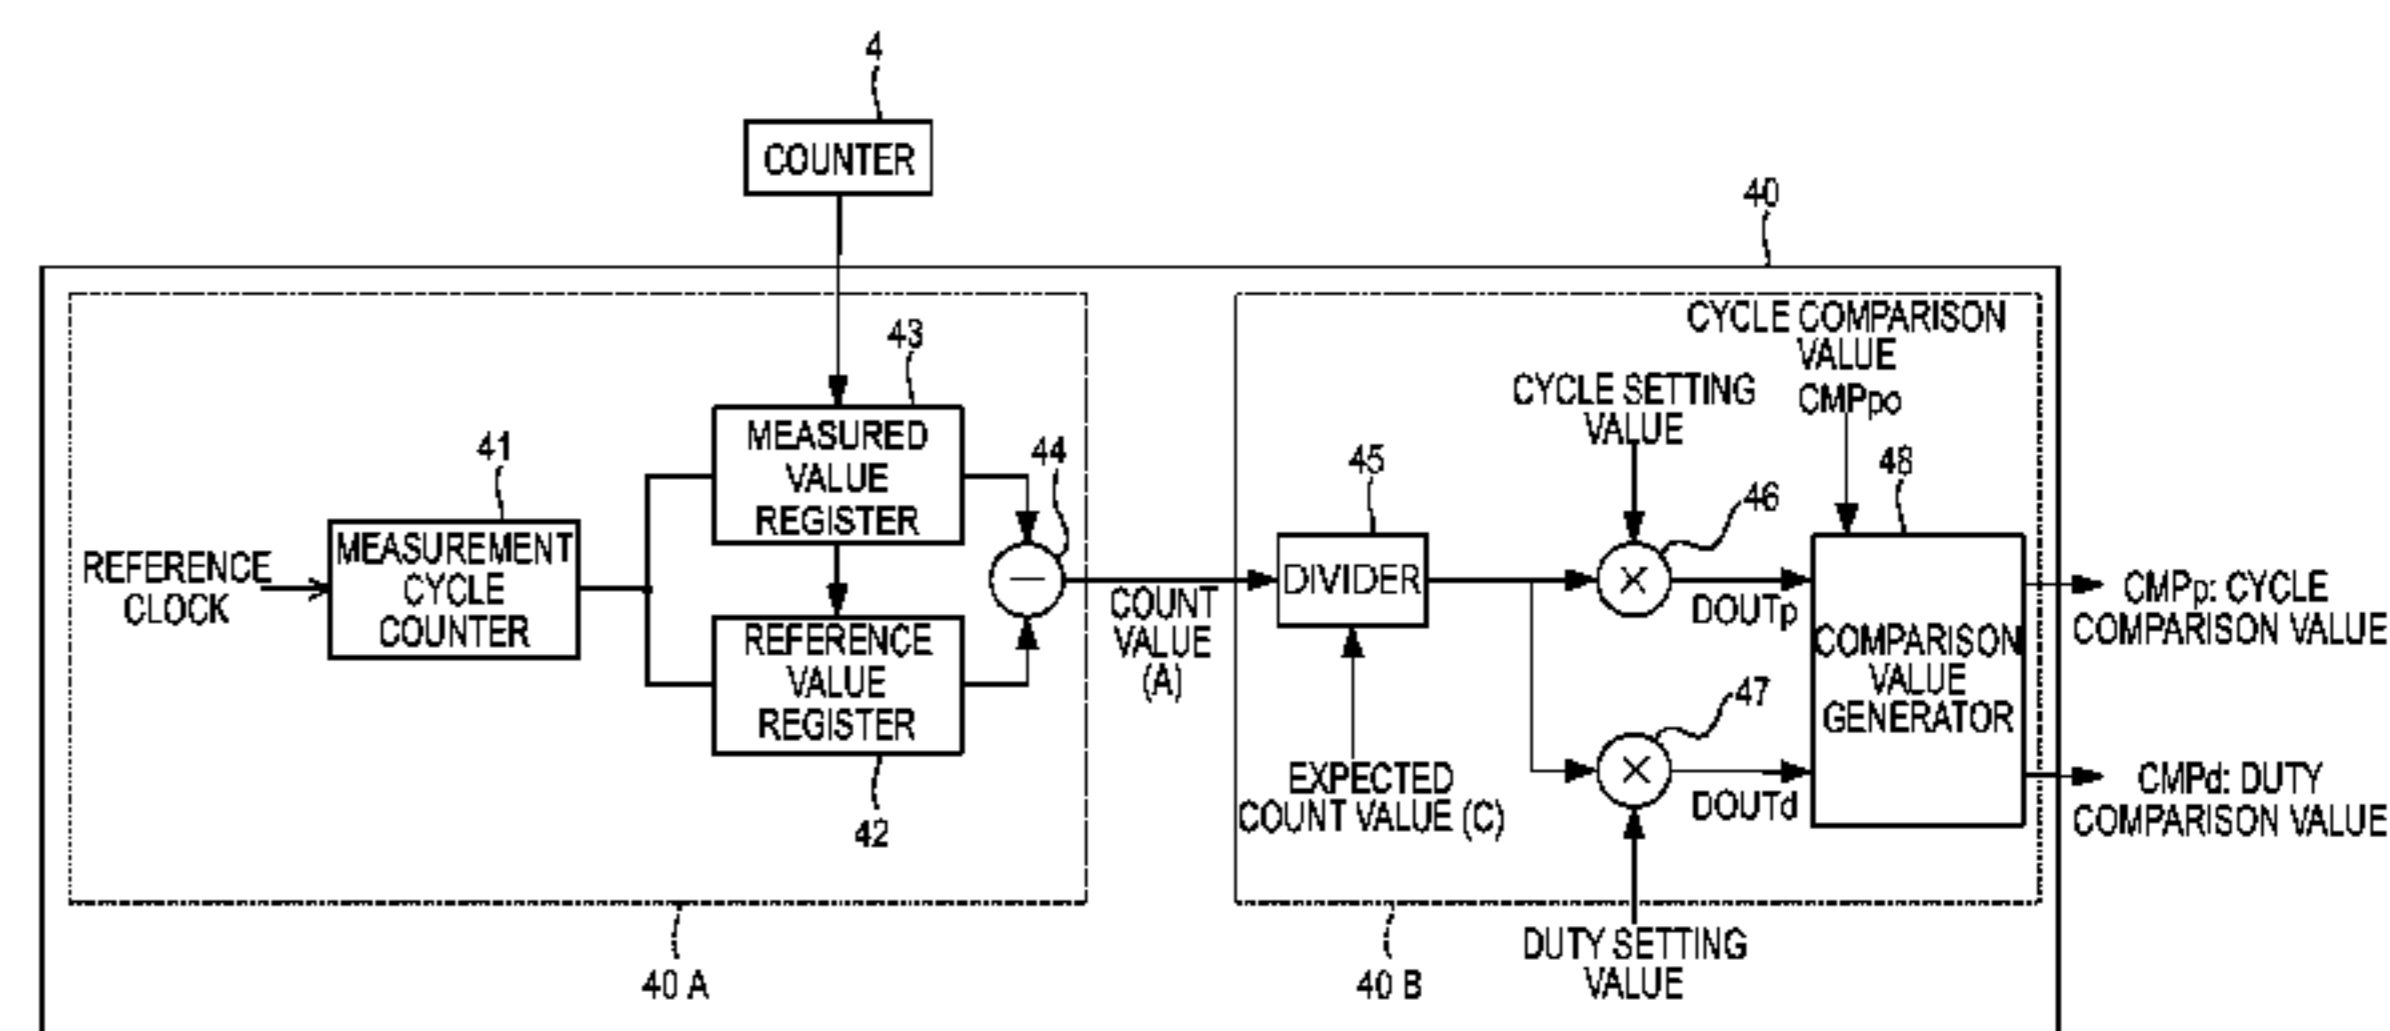 4
COUNTER
40
CYCLE COMPARISON
VALUE
CMPpo
43
CYCLE SETTING
VALUE
MEASURED
VALUE
REGISTER
41
44
45
48
46
REFERENCE
CLOCK
MEASUREMENT
CYCLE
COUNTER
—
COUNT
VALUE
(A)
DIVIDER
×
DOUTp
COMPARISON
VALUE
GENERATOR
CMPp: CYCLE
COMPARISON VALUE
REFERENCE
VALUE
REGISTER
42
EXPECTED
COUNT VALUE (C)
47
×
DOUTd
CMPd: DUTY
COMPARISON VALUE
40 A
40 B
DUTY SETTING
VALUE